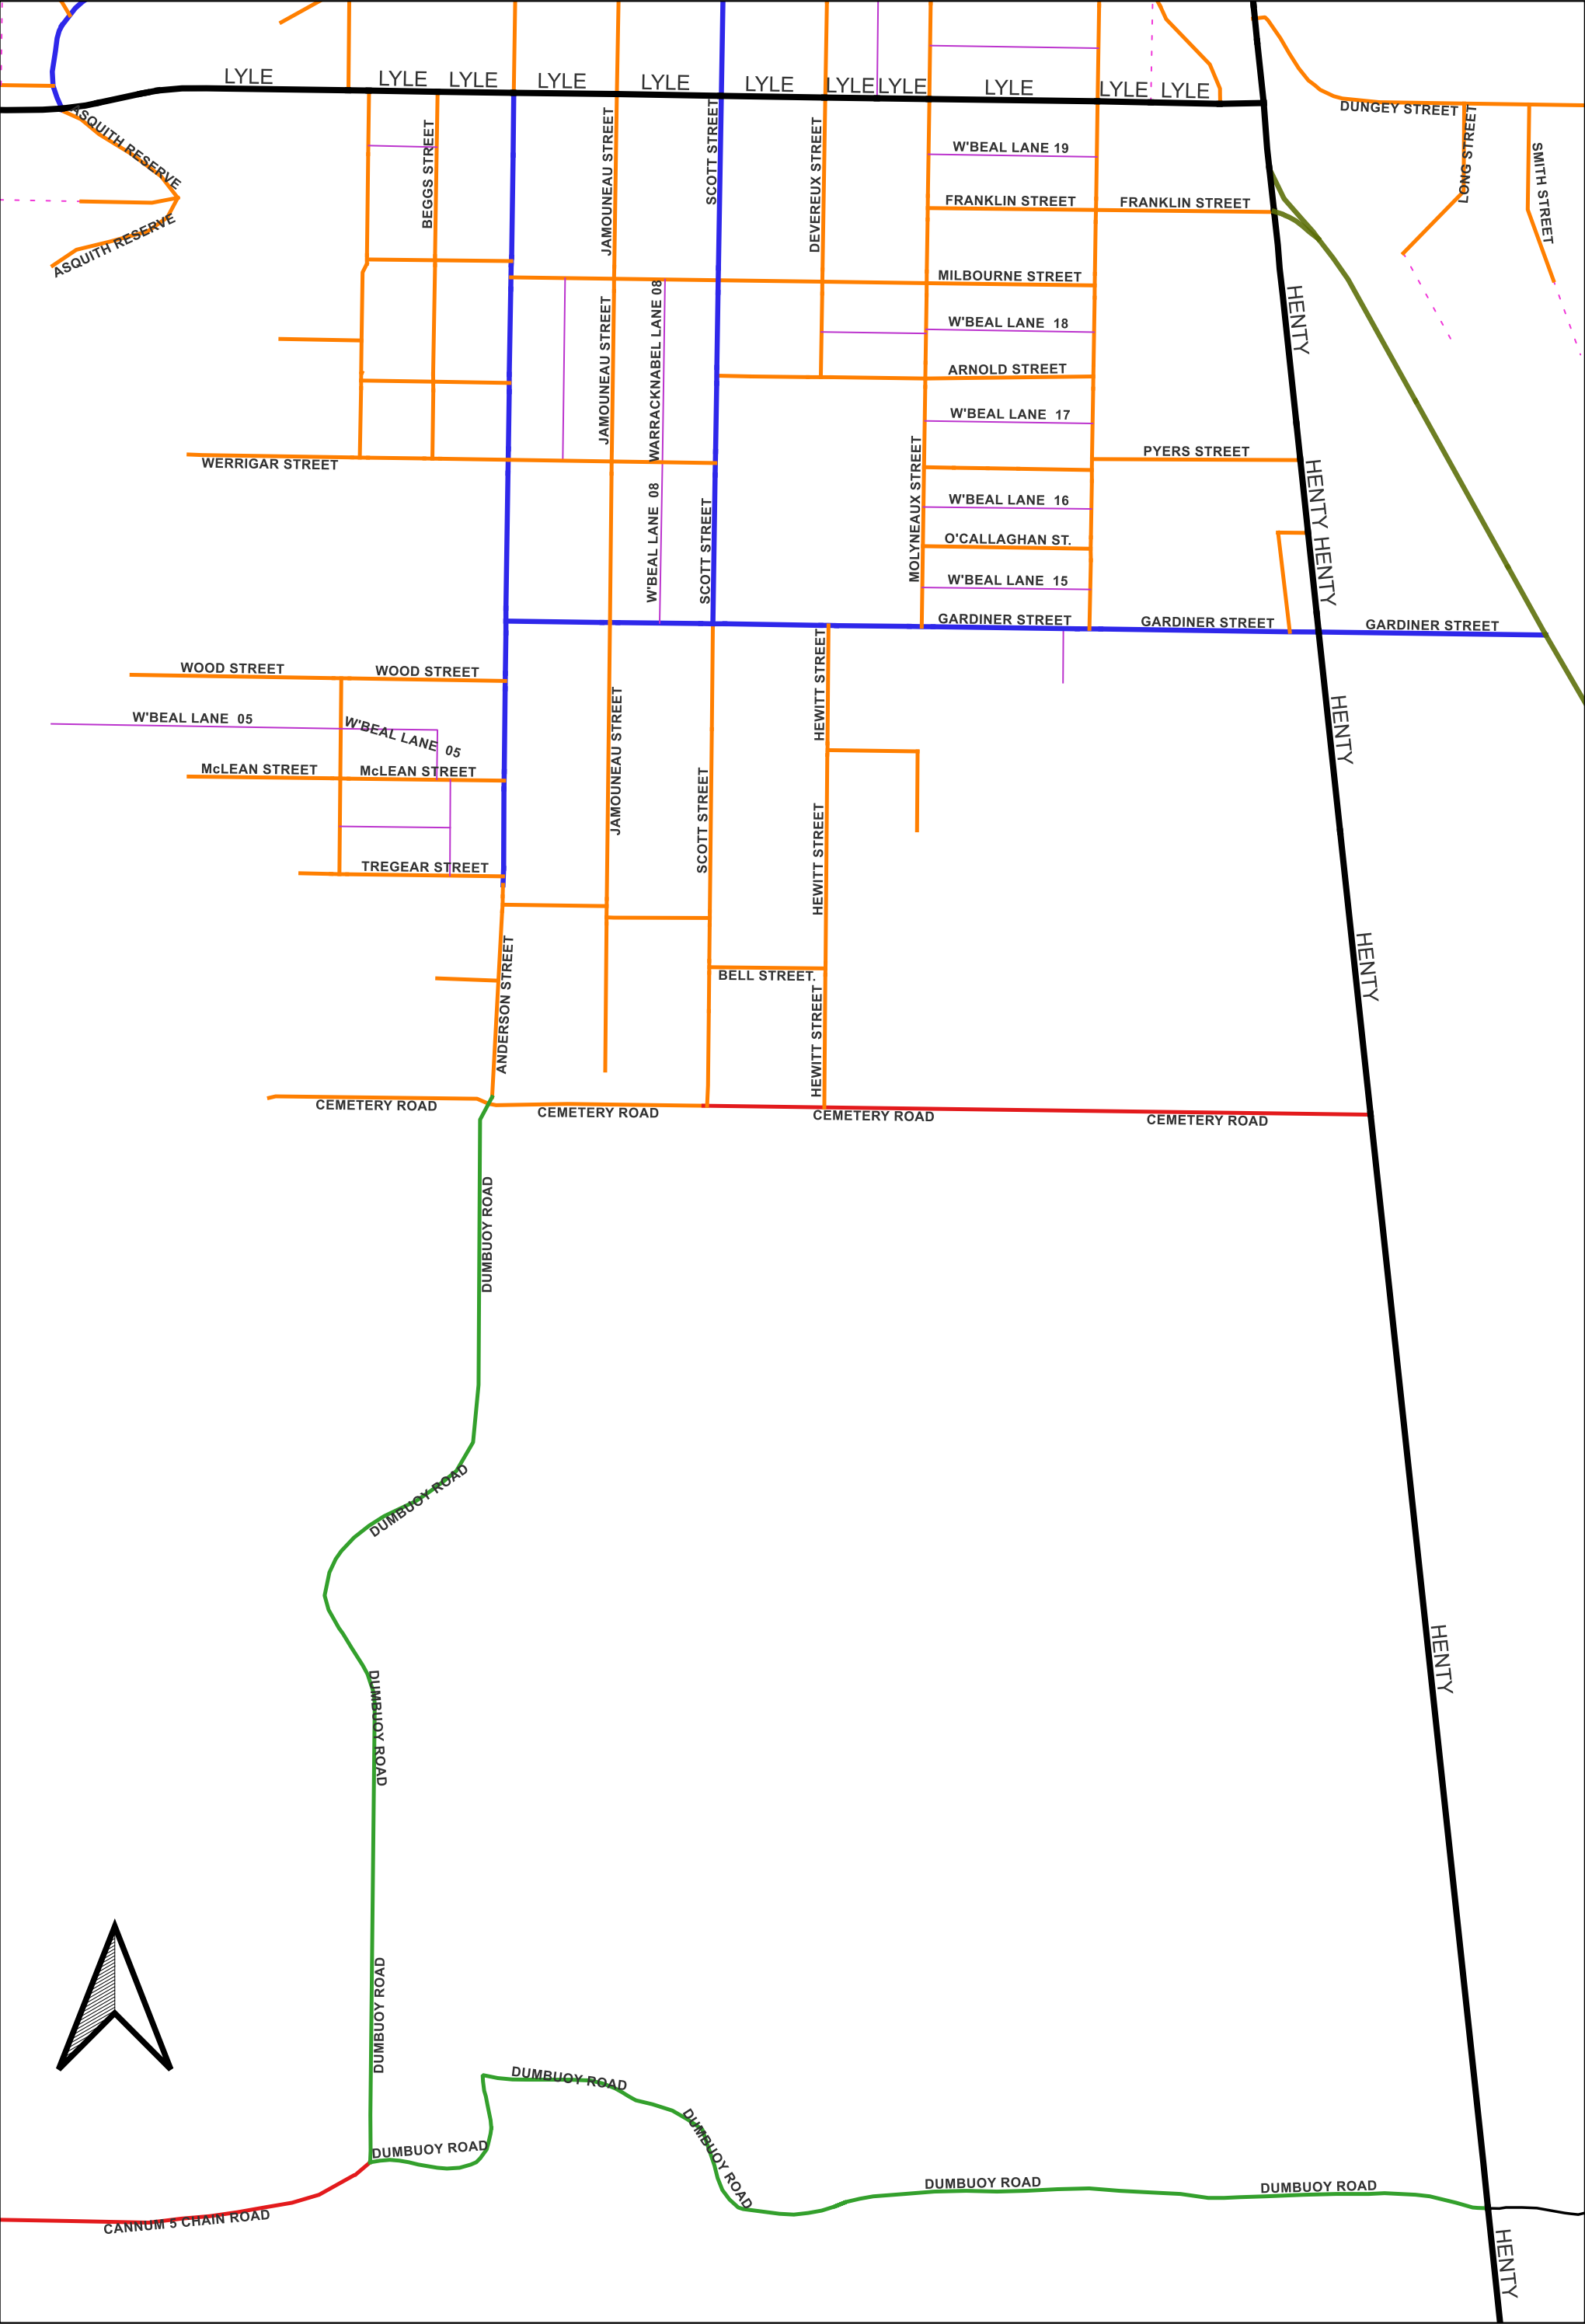 LYLE
LYLE
LYLE
LYLE
LYLE
LYLE
LYLE
LYLE
LYLE
LYLE
LYLE
DUNGEY STREET
ASQUITH RESERVE
ASQUITH RESERVE
BEGGS STREET
JAMOUNEAU STREET
SCOTT STREET
DEVEREUX STREET
W'BEAL LANE 19
LONG STREET
SMITH STREET
FRANKLIN STREET
FRANKLIN STREET
MILBOURNE STREET
HENTY
JAMOUNEAU STREET
WARRACKNABEL LANE 08
W'BEAL LANE 18
ARNOLD STREET
W'BEAL LANE 17
MOLYNEAUX STREET
PYERS STREET
WERRIGAR STREET
HENTY
W'BEAL LANE 08
SCOTT STREET
W'BEAL LANE 16
O'CALLAGHAN ST.
HENTY
W'BEAL LANE 15
GARDINER STREET
GARDINER STREET
GARDINER STREET
WOOD STREET
WOOD STREET
HEWITT STREET
JAMOUNEAU STREET
HENTY
W'BEAL LANE 05
W'BEAL LANE 05
McLEAN STREET
McLEAN STREET
SCOTT STREET
HEWITT STREET
TREGEAR STREET
ANDERSON STREET
HENTY
BELL STREET.
HEWITT STREET
CEMETERY ROAD
CEMETERY ROAD
CEMETERY ROAD
CEMETERY ROAD
DUMBUOY ROAD
DUMBUOY ROAD
HENTY
DUMBUOY ROAD
DUMBUOY ROAD
DUMBUOY ROAD
DUMBUOY ROAD
DUMBUOY ROAD
DUMBUOY ROAD
DUMBUOY ROAD
CANNUM 5 CHAIN ROAD
HENTY